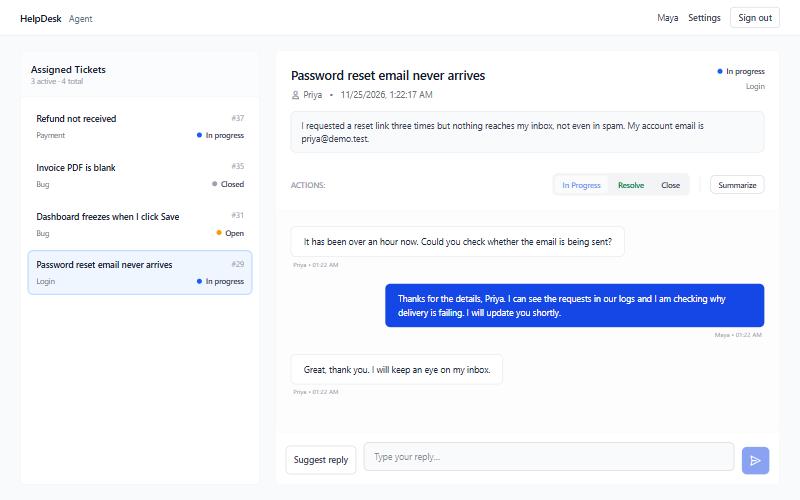 HelpDesk Agent
Maya Settings Sign out
Assigned Tickets
3 active · 4 total
Refund not received #37
Payment In progress
Invoice PDF is blank #35
Bug Closed
Dashboard freezes when I click Save #31
Bug Open
Password reset email never arrives #29
Login In progress
Password reset email never arrives
In progress
Priya • 11/25/2026, 1:22:17 AM
Login
I requested a reset link three times but nothing reaches my inbox, not even in spam. My account email is
priya@demo.test.
ACTIONS: In Progress Resolve Close Summarize
It has been over an hour now. Could you check whether the email is being sent?
Priya • 01:22 AM
Thanks for the details, Priya. I can see the requests in our logs and I am checking why
delivery is failing. I will update you shortly.
Maya • 01:22 AM
Great, thank you. I will keep an eye on my inbox.
Priya • 01:22 AM
Suggest reply Type your reply...